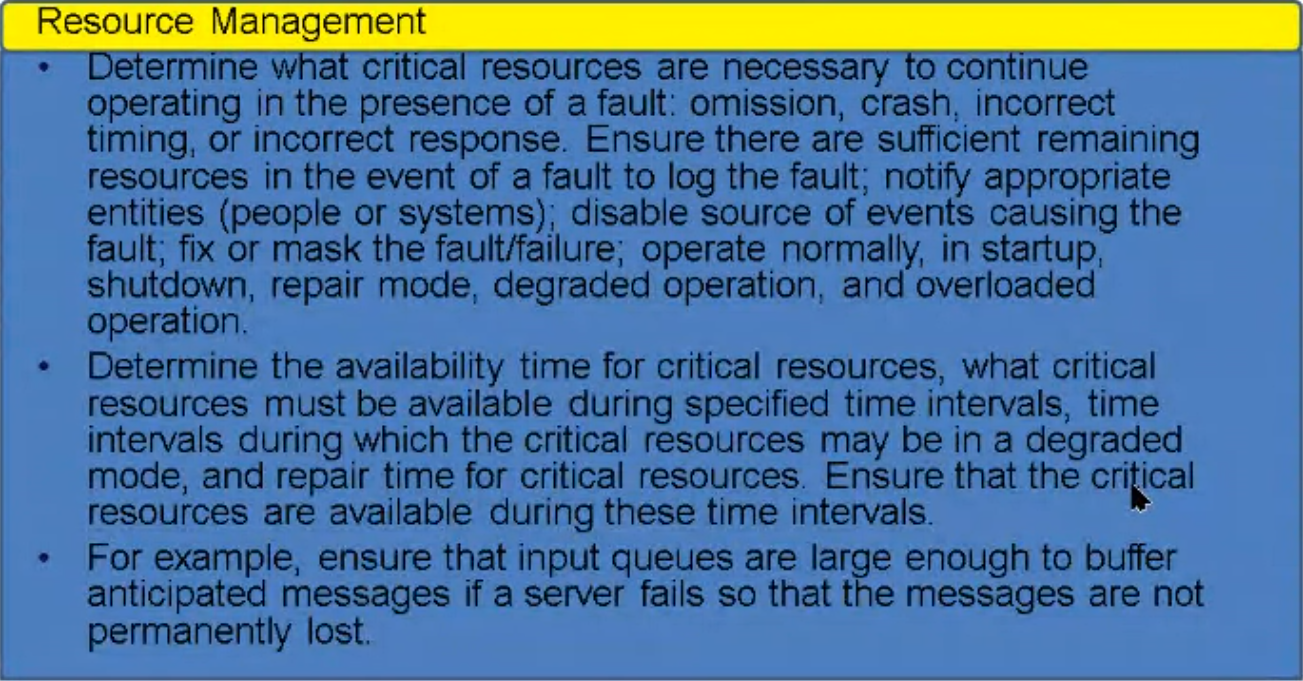 Resource Management
• Determine what critical resources are necessary to continue
operating in the presence of a fault: omission, crash, incorrect
timing, or incorrect response. Ensure there are sufficient remaining
resources in the event of a fault to log the fault; notify appropriate
entities (people or systems); disable source of events causing the
fault; fix or mask the fault/failure; operate normally, in startup,
shutdown, repair mode, degraded operation, and overloaded
operation.
• Determine the availability time for critical resources, what critical
resources must be available during specified time intervals, time
intervals during which the critical resources may be in a degraded
mode, and repair time for critical resources. Ensure that the critical
resources are available during these time intervals.
• For example, ensure that input queues are large enough to buffer
anticipated messages if a server fails so that the messages are not
permanently lost.